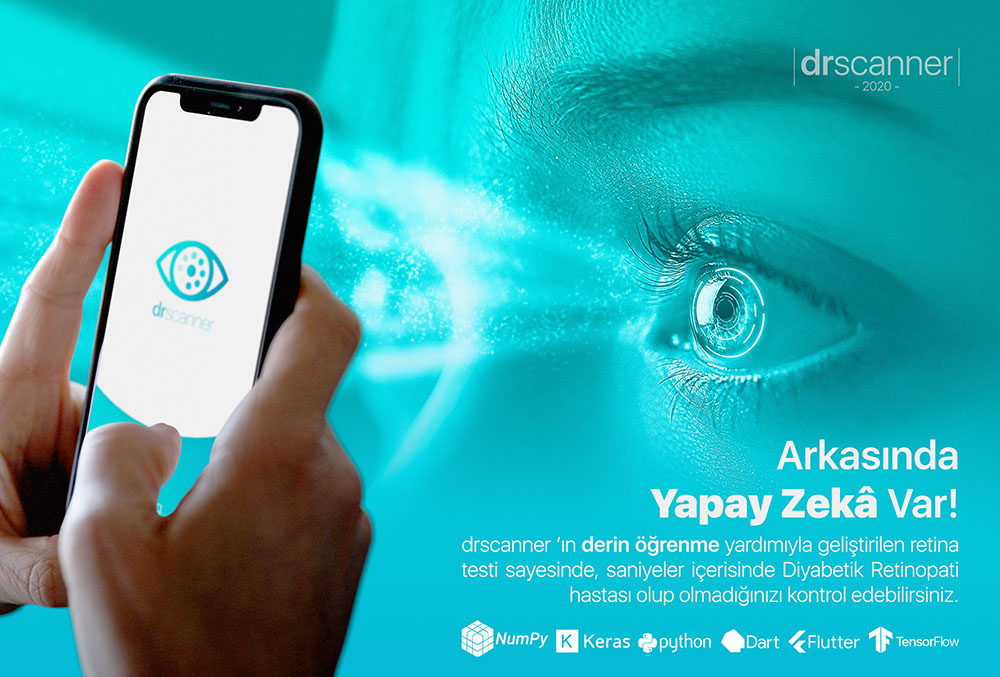 drscanner
- 2020 -
drscanner
Arkasında
Yapay Zekâ Var!
drscanner ‘ın derin öğrenme yardımıyla geliştirilen retina
testi sayesinde, saniyeler içerisinde Diyabetik Retinopati
hastası olup olmadığınızı kontrol edebilirsiniz.
NumPy K Keras python Dart Flutter TensorFlow